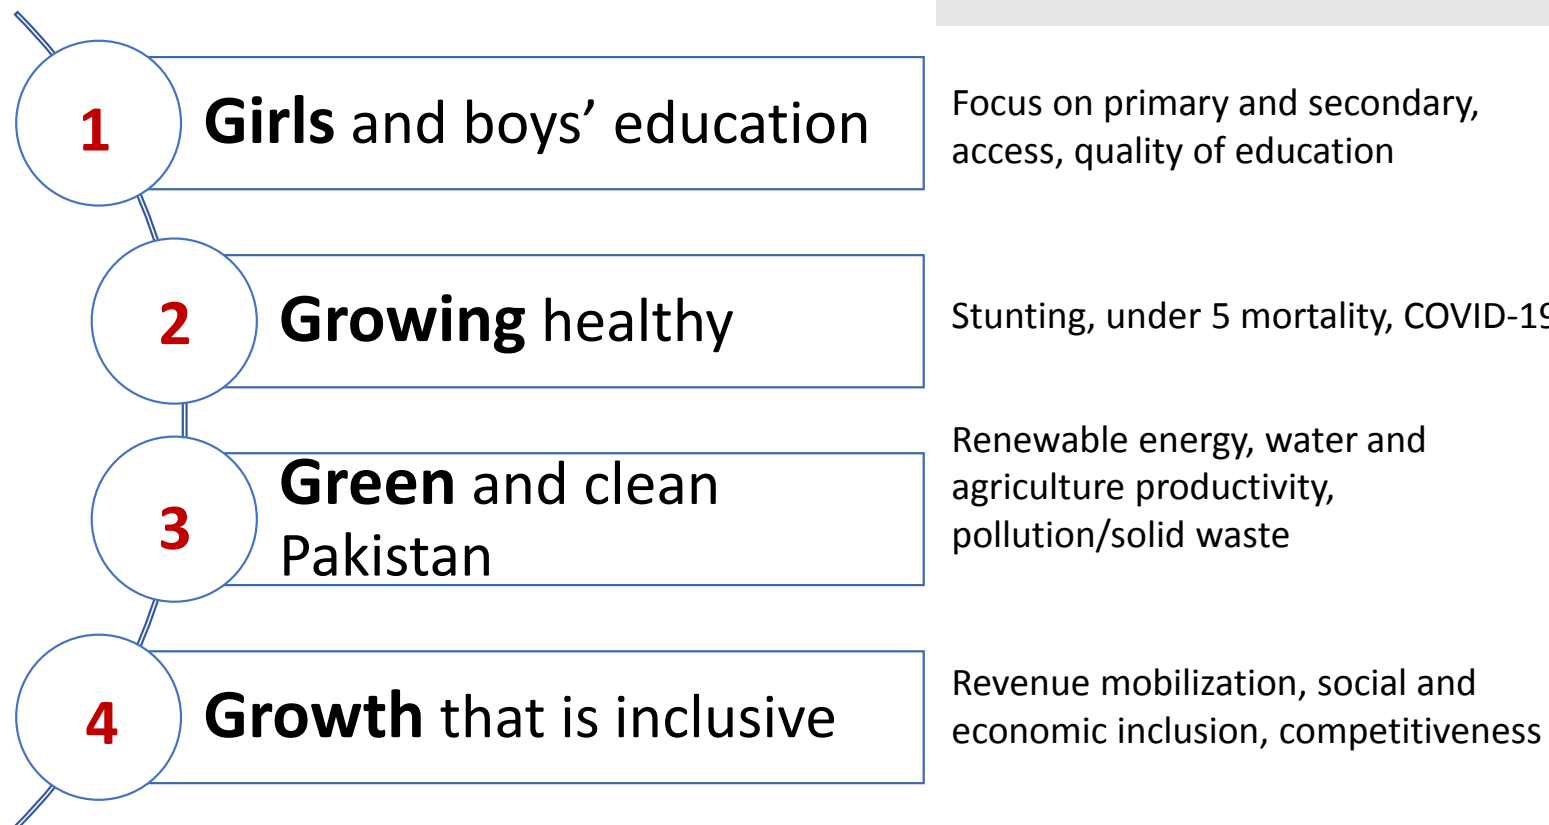 1
Girls and boys’ education
Focus on primary and secondary,
access, quality of education
2
Growing healthy
Stunting, under 5 mortality, COVID-19
3
Green and clean
Pakistan
Renewable energy, water and
agriculture productivity,
pollution/solid waste
4
Growth that is inclusive
Revenue mobilization, social and
economic inclusion, competitiveness